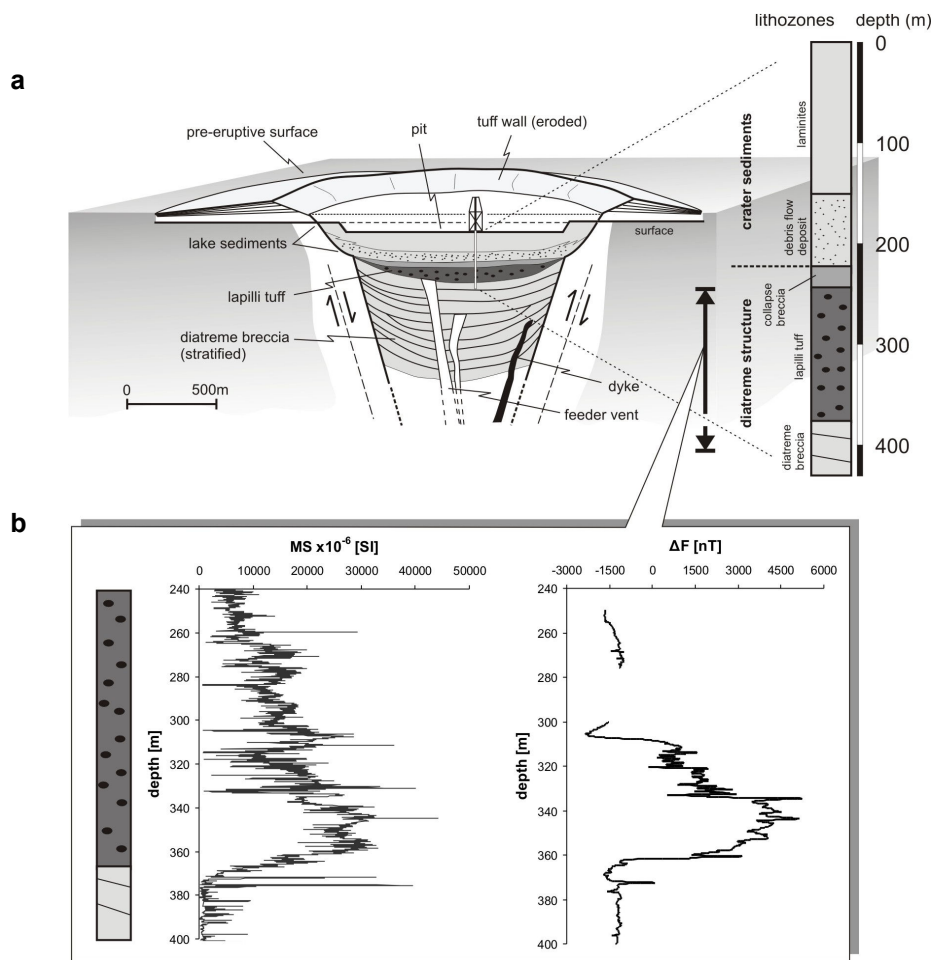 lithozones depth (m)
a
0
laminites
crater sediments
pre-eruptive surface
pit
tuff wall (eroded)
100
lake sediments
surface
debris flow
deposit
200
lapilli tuff
collapse
breccia
diatreme breccia
(stratified)
diatreme structure
lapilli tuff
300
0 500m
dyke
feeder vent
diatreme
breccia
400
b
MS x10-6 [SI]
0 10000 20000 30000 40000 50000
240
260
280
300
320
340
360
380
400
depth [m]
ΔF [nT]
-3000 -1500 0 1500 3000 4500 6000
240
260
280
300
320
340
360
380
400
depth [m]